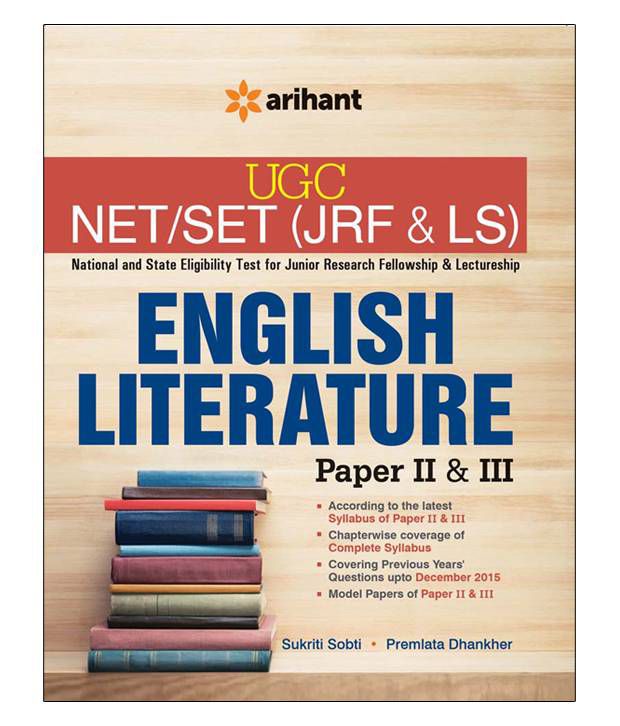 arihant
UGC
NET/SET (JRF & LS)
National and State Eligibility Test for Junior Research Fellowship & Lectureship
ENGLISH
LITERATURE
Paper II & III
▪ According to the latest
Syllabus of Paper II & III
▪ Chapterwise coverage of
Complete Syllabus
▪ Covering Previous Years'
Questions upto December 2015
▪ Model Papers of Paper II & III
Sukriti Sobti • Premlata Dhankher